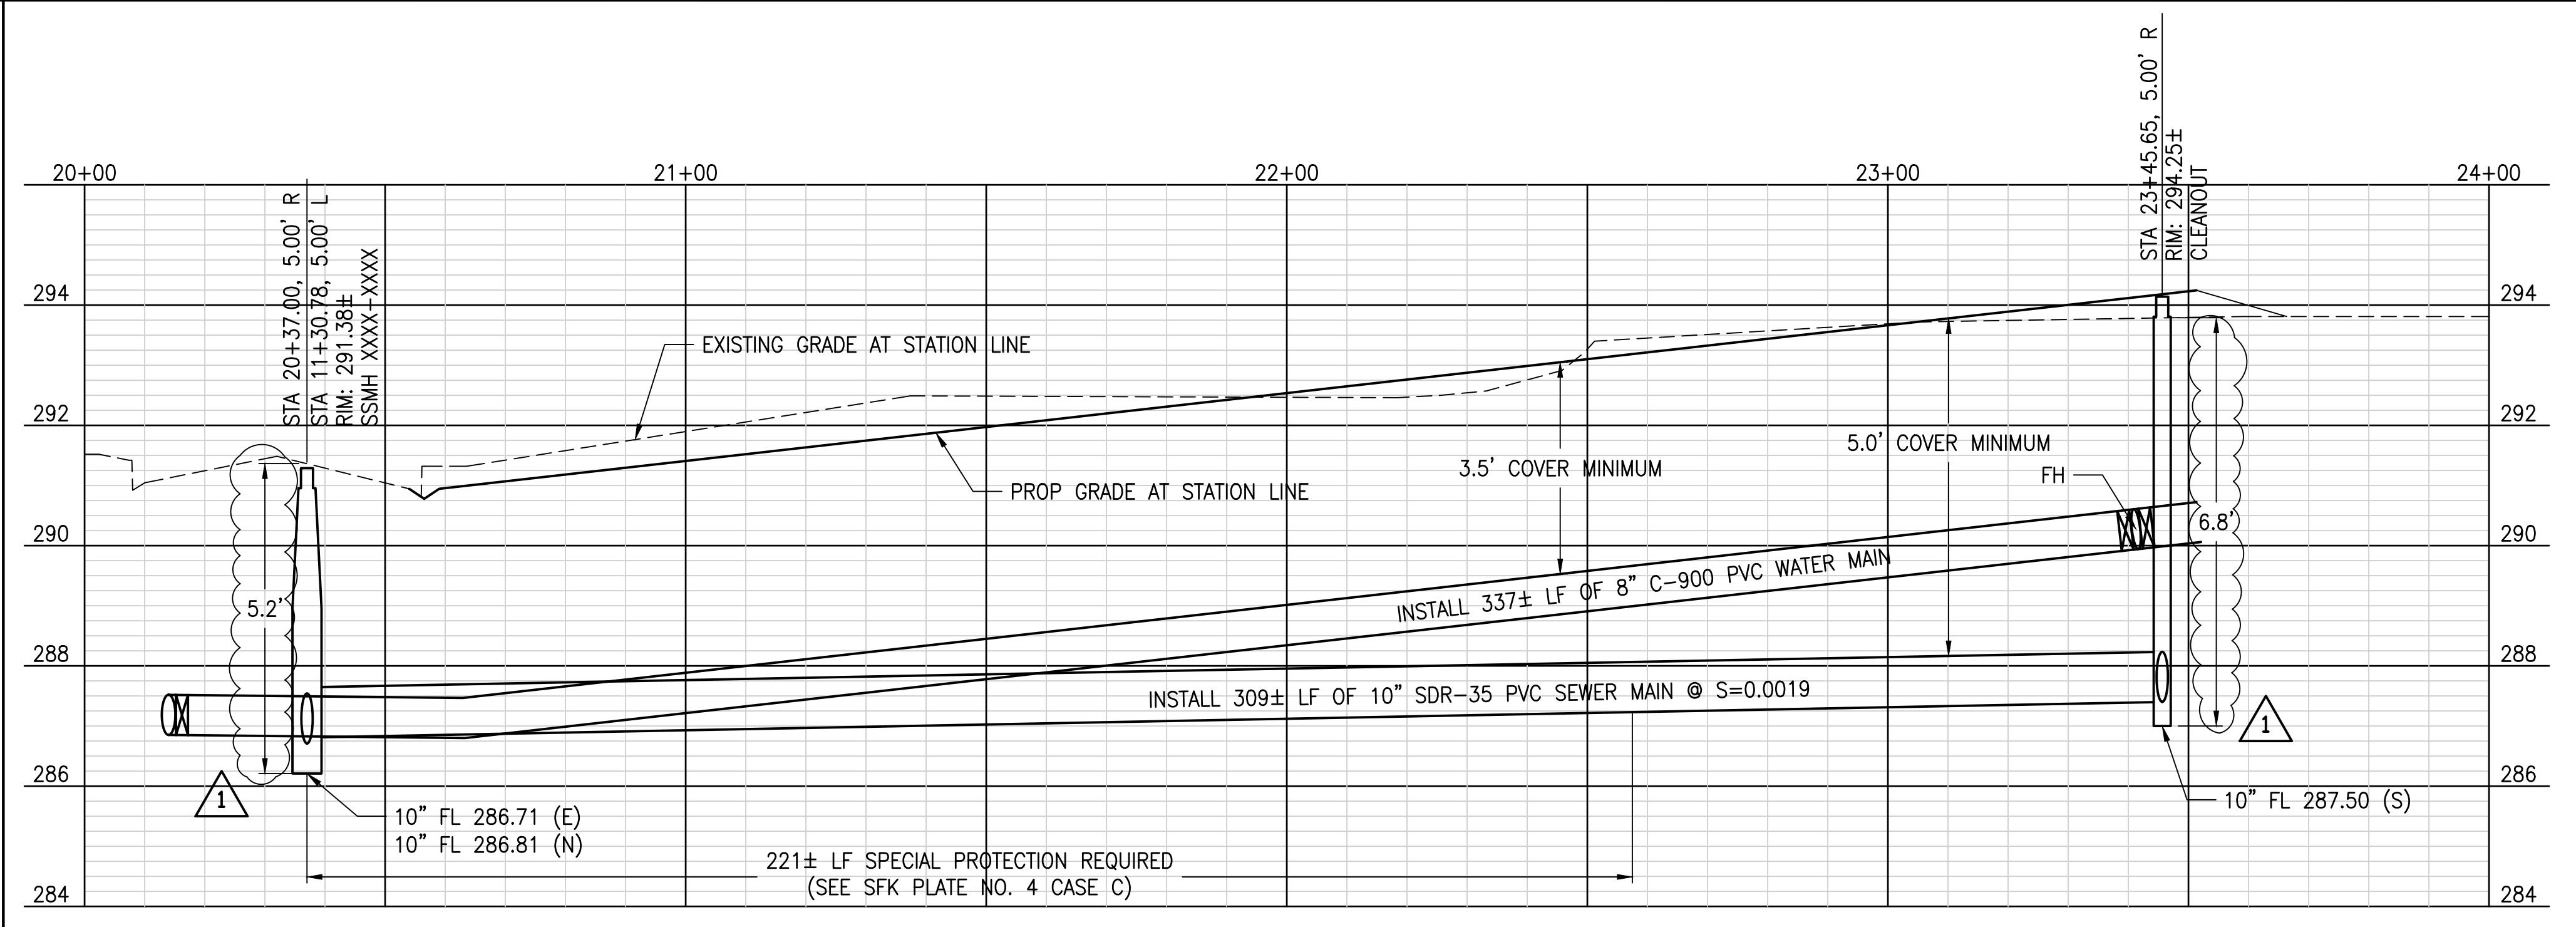 20+00
21+00
22+00
23+00
24+00
STA 20+37.00, 5.00' R
STA 11+30.78, 5.00' L
RIM: 291.38±
SSMH XXXX-XXXX
STA 23+45.65, 5.00' R
RIM: 294.25±
CLEANOUT
294
294
EXISTING GRADE AT STATION LINE
292
292
5.0' COVER MINIMUM
3.5' COVER MINIMUM
FH
PROP GRADE AT STATION LINE
290
290
6.8'
INSTALL 337± LF OF 8" C-900 PVC WATER MAIN
5.2'
288
288
INSTALL 309± LF OF 10" SDR-35 PVC SEWER MAIN @ S=0.0019
1
286
286
1
10" FL 287.50 (S)
10" FL 286.71 (E)
10" FL 286.81 (N)
221± LF SPECIAL PROTECTION REQUIRED
(SEE SFK PLATE NO. 4 CASE C)
284
284